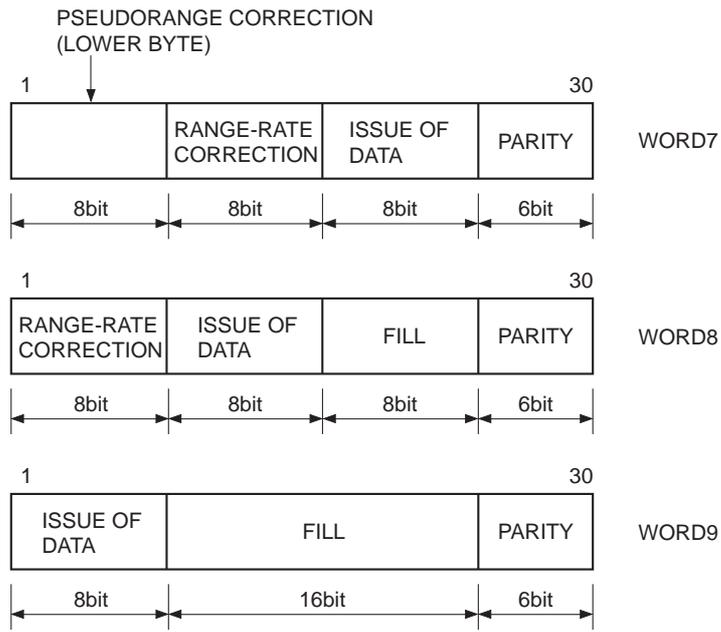 PSEUDORANGE CORRECTION
(LOWER BYTE)
1 30
RANGE-RATE CORRECTION
ISSUE OF DATA
PARITY
WORD7
8bit 8bit 8bit 6bit
1 30
RANGE-RATE CORRECTION
ISSUE OF DATA
FILL
PARITY
WORD8
8bit 8bit 8bit 6bit
1 30
ISSUE OF DATA
FILL
PARITY
WORD9
8bit 16bit 6bit